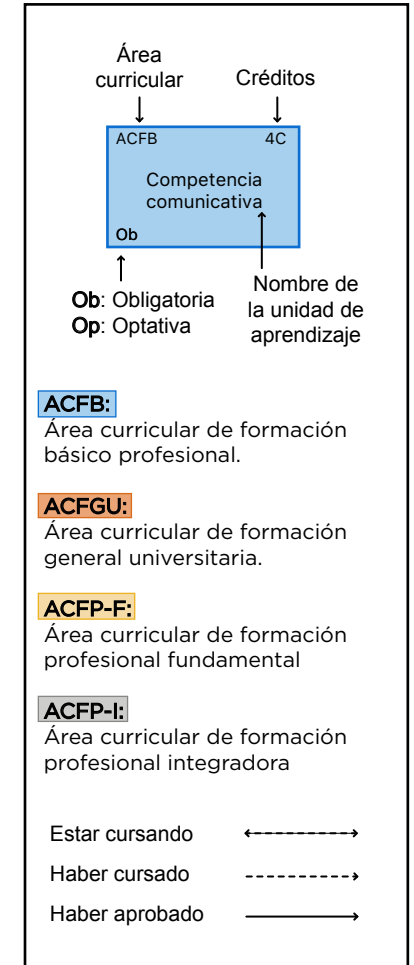 Área
curricular
Créditos
ACFB 4C
Competencia
comunicativa
Ob
Ob: Obligatoria
Op: Optativa
Nombre de
la unidad de
aprendizaje
ACFB:
Área curricular de formación
básico profesional.
ACFGU:
Área curricular de formación
general universitaria.
ACFP-F:
Área curricular de formación
profesional fundamental
ACFP-I:
Área curricular de formación
profesional integradora
Estar cursando
Haber cursado
Haber aprobado